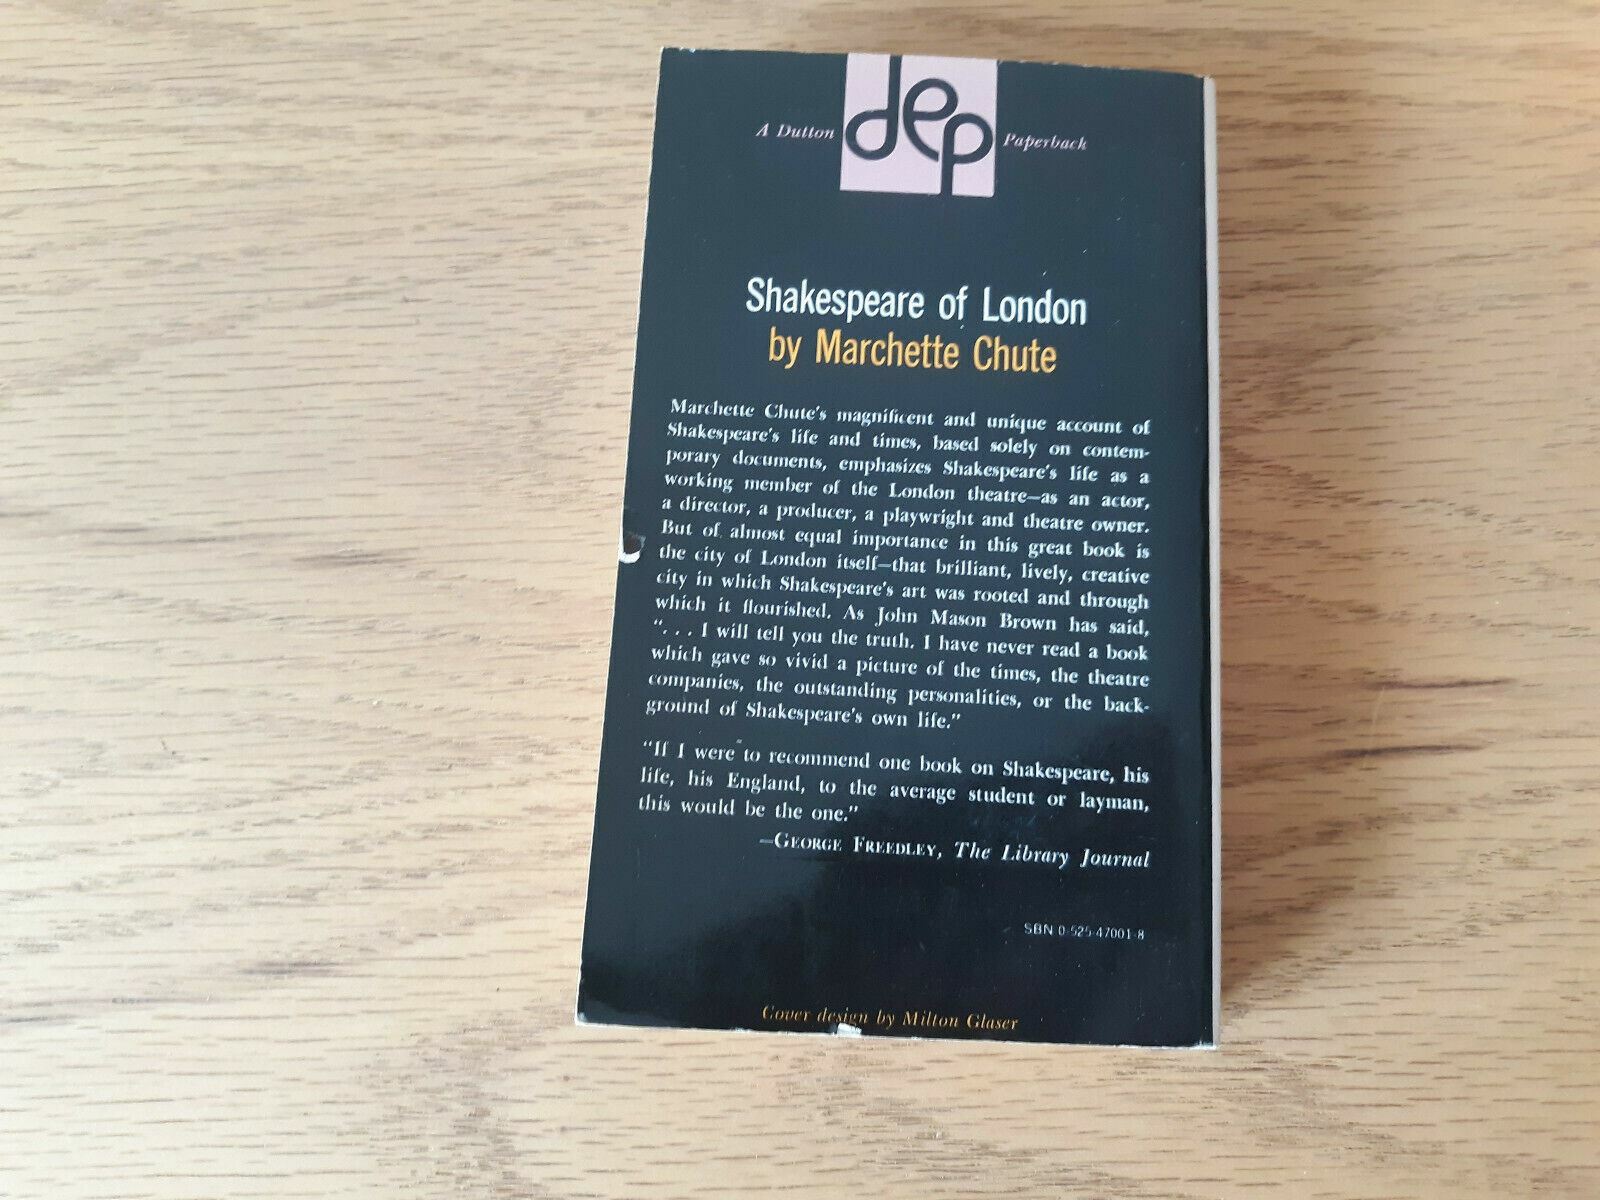 A Dutton dep Paperback
Shakespeare of London
by Marchette Chute
Marchette Chute's magnificent and unique account of
Shakespeare's life and times, based solely on contem-
porary documents, emphasizes Shakespeare's life as a
working member of the London theatre—as an actor,
a director, a producer, a playwright and theatre owner.
But of almost equal importance in this great book is
the city of London itself—that brilliant, lively, creative
city in which Shakespeare's art was rooted and through
which it flourished. As John Mason Brown has said,
". . . I will tell you the truth. I have never read a book
which gave so vivid a picture of the times, the theatre
companies, the outstanding personalities, or the back-
ground of Shakespeare's own life."
"If I were to recommend one book on Shakespeare, his
life, his England, to the average student or layman,
this would be the one."
—GEORGE FREEDLEY, The Library Journal
SBN 0-525-47001-8
Cover design by Milton Glaser